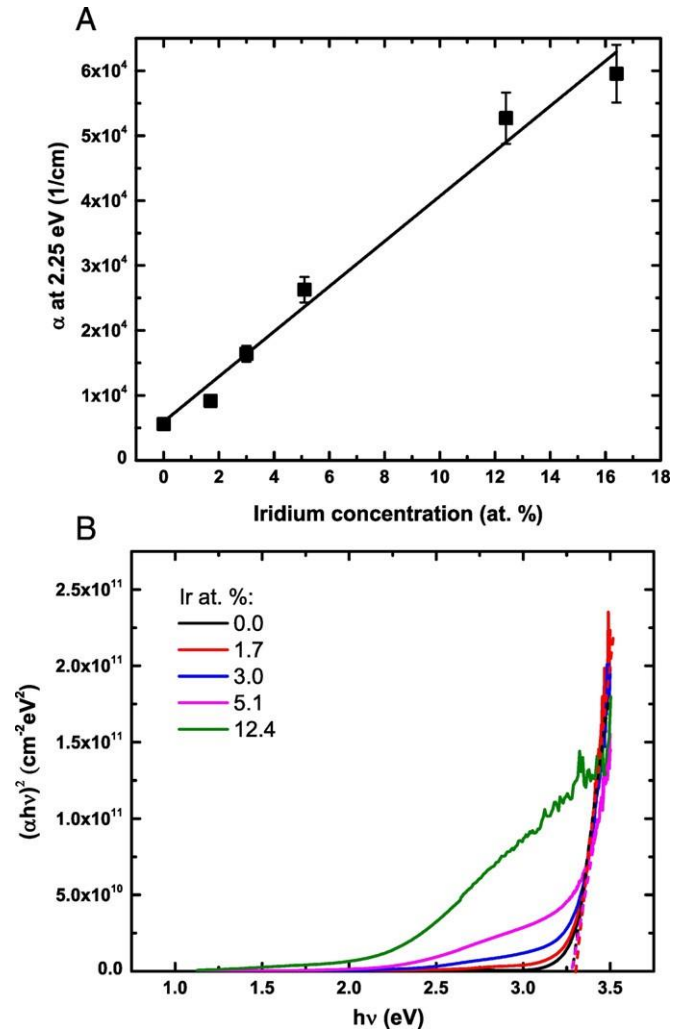 A
6x10⁴
5x10⁴
4x10⁴
3x10⁴
2x10⁴
1x10⁴
0
α at 2.25 eV (1/cm)
0 2 4 6 8 10 12 14 16 18
Iridium concentration (at. %)
B
2.5x10¹¹
2.0x10¹¹
1.5x10¹¹
1.0x10¹¹
5.0x10¹⁰
0.0
(αhν)² (cm⁻²eV²)
Ir at. %:
0.0
1.7
3.0
5.1
12.4
1.0 1.5 2.0 2.5 3.0 3.5
hν (eV)